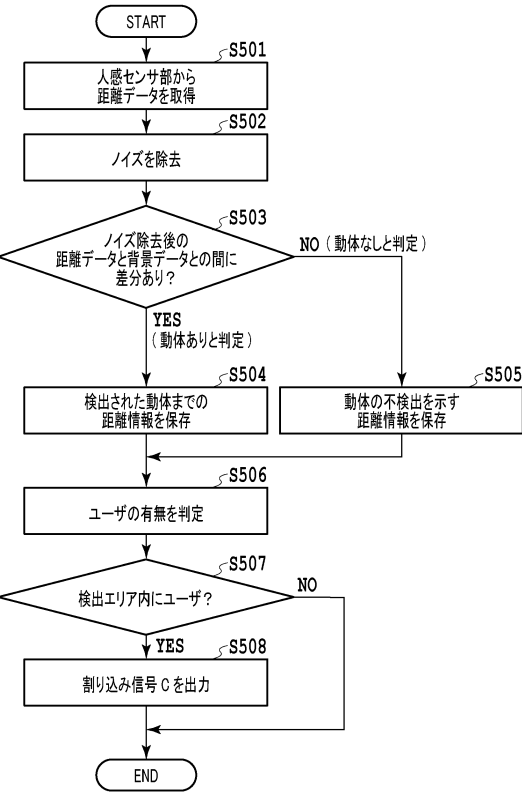 START
S501
人感センサ部から
距離データを取得
S502
ノイズを除去
S503
ノイズ除去後の
距離データと背景データとの間に
差分あり?
NO(動体なしと判定)
YES
(動体ありと判定)
S504
検出された動体までの
距離情報を保存
S505
動体の不検出を示す
距離情報を保存
S506
ユーザの有無を判定
S507
検出エリア内にユーザ?
NO
YES
S508
割り込み信号Cを出力
END